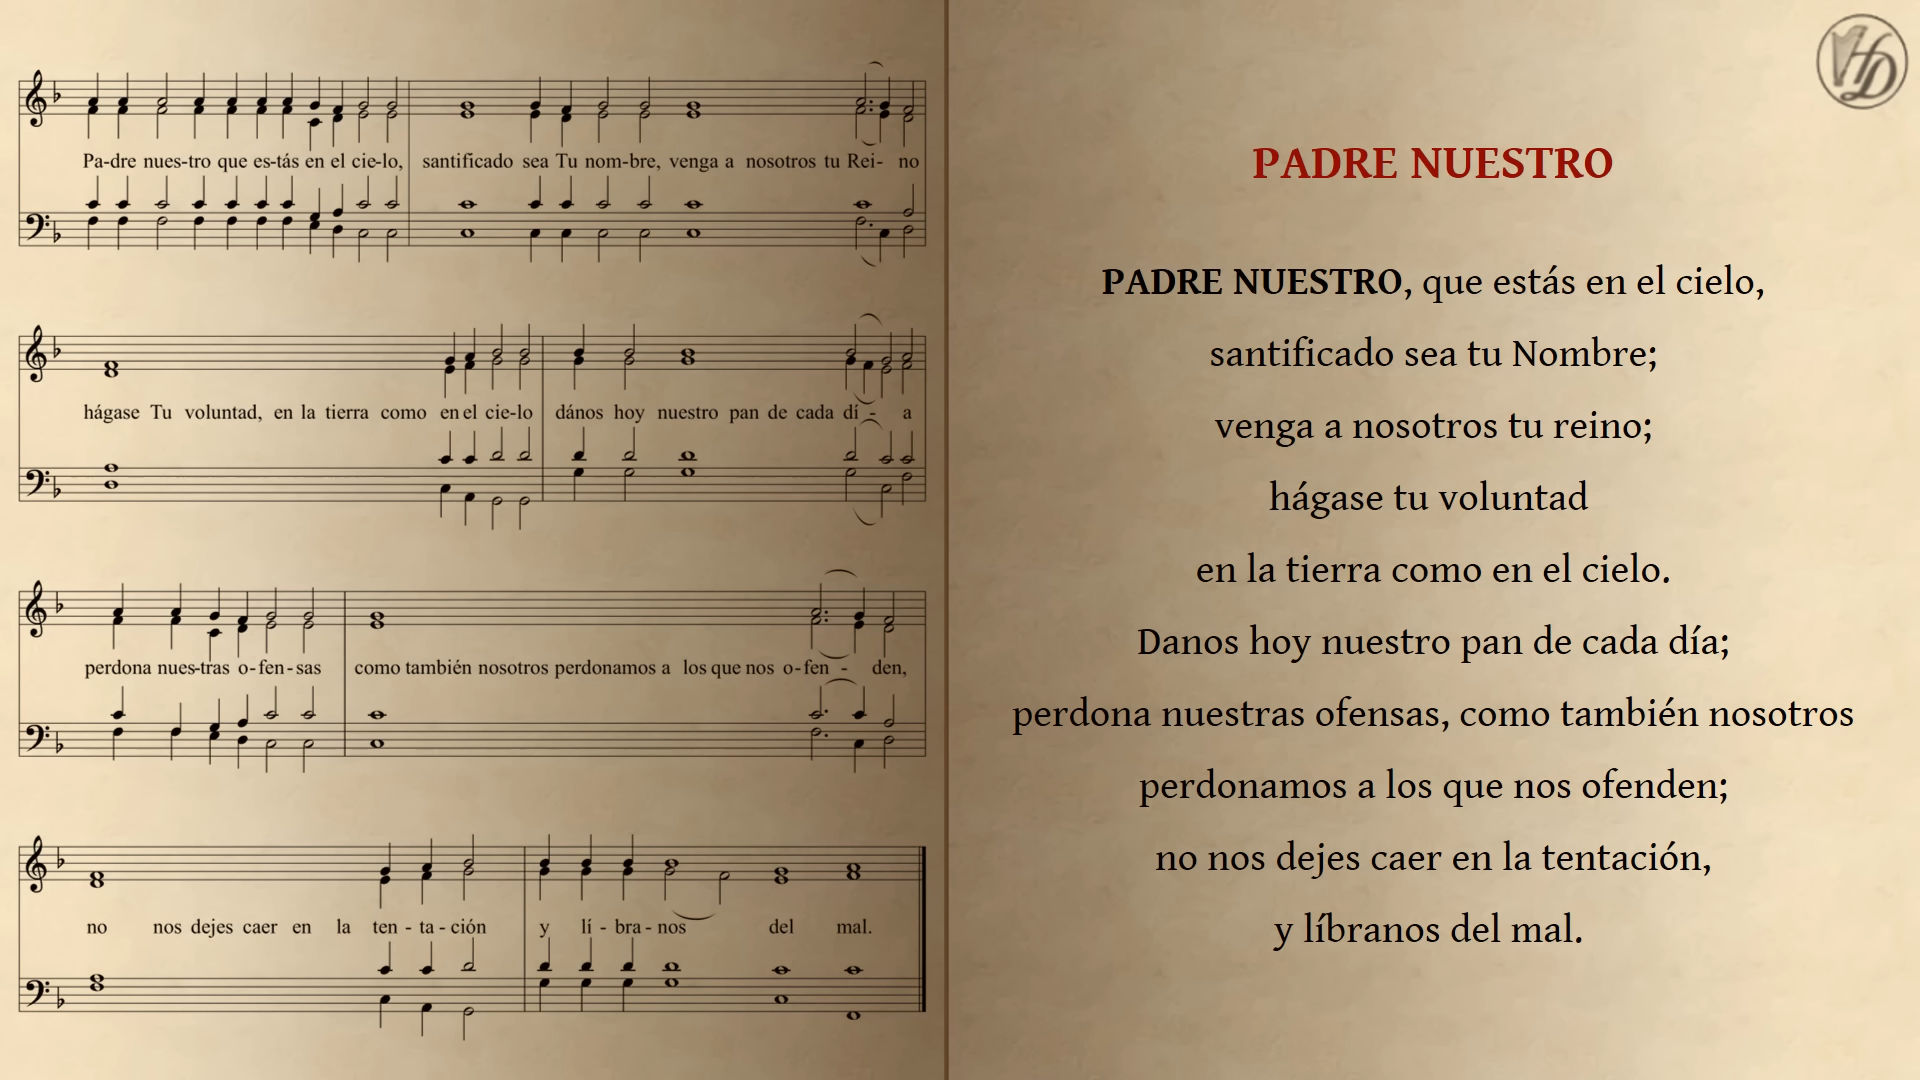 Pa-dre nues-tro que es-tás en el cie-lo, santificado sea Tu nom-bre, venga a nosotros tu Rei- no
hágase Tu voluntad, en la tierra como en el cie-lo dános hoy nuestro pan de cada dí - a
perdona nues-tras o-fen-sas como también nosotros perdonamos a los que nos o-fen - den,
no nos dejes caer en la ten-ta-ción y lí-bra-nos del mal.
HD
PADRE NUESTRO
PADRE NUESTRO, que estás en el cielo,
santificado sea tu Nombre;
venga a nosotros tu reino;
hágase tu voluntad
en la tierra como en el cielo.
Danos hoy nuestro pan de cada día;
perdona nuestras ofensas, como también nosotros
perdonamos a los que nos ofenden;
no nos dejes caer en la tentación,
y líbranos del mal.